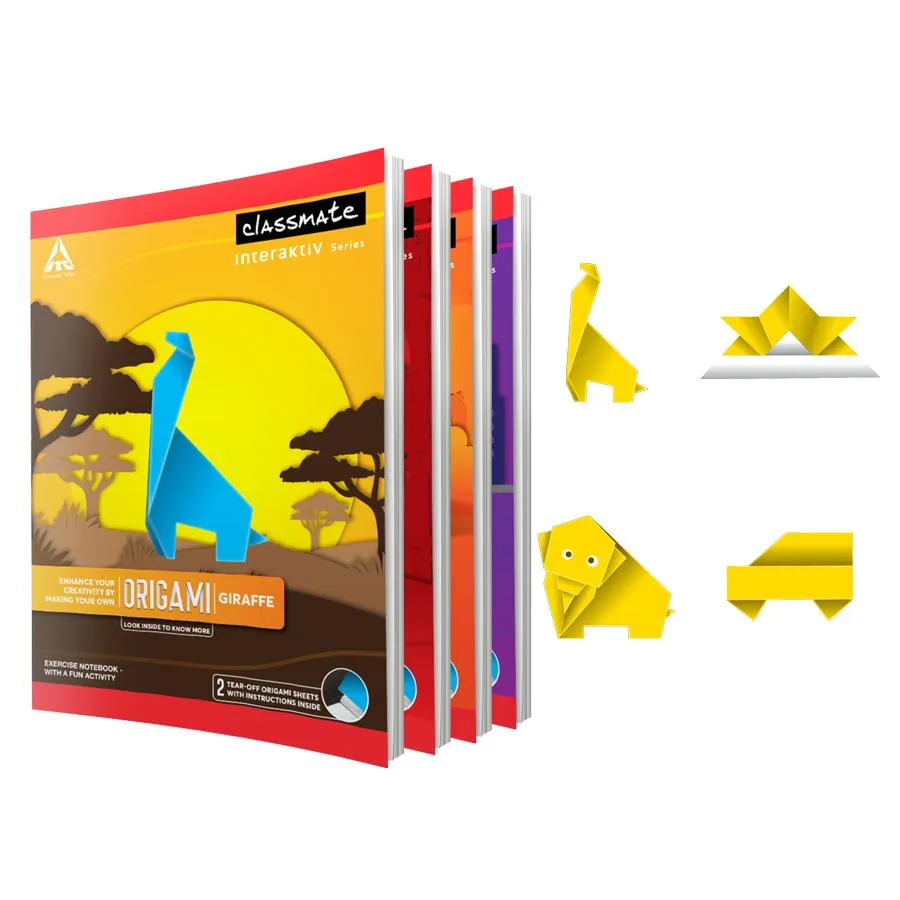 classmate
interaktiv Series
ENHANCE YOUR
CREATIVITY BY
MAKING YOUR OWN
ORIGAMI
GIRAFFE
LOOK INSIDE TO KNOW MORE
EXERCISE NOTEBOOK -
WITH A FUN ACTIVITY
2 TEAR-OFF ORIGAMI SHEETS
WITH INSTRUCTIONS INSIDE
es
s
s